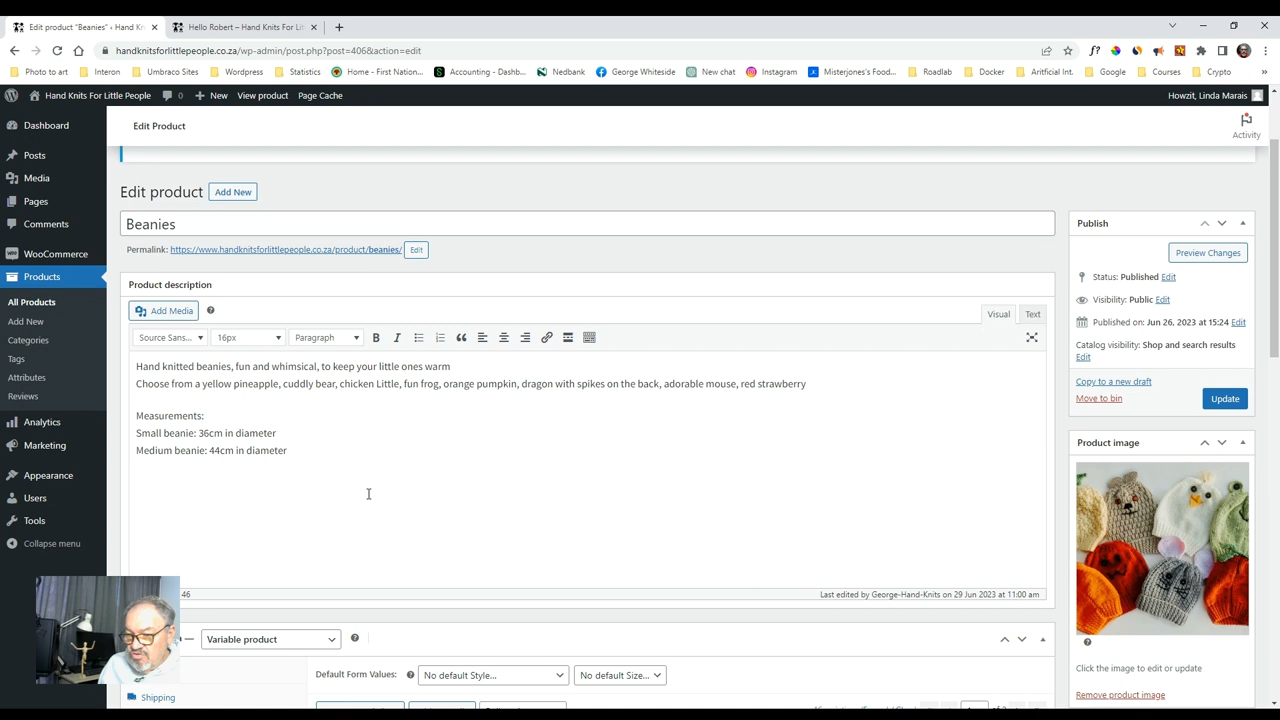 Edit product "Beanies" ‹ Hand Kn
Hello Robert – Hand Knits For Lit
handknitsforlittlepeople.co.za/wp-admin/post.php?post=406&action=edit
Photo to art
Interon
Umbraco Sites
Wordpress
Statistics
Home - First Nation...
Accounting - Dashb...
Nedbank
George Whiteside
New chat
Instagram
Misterjones's Food...
Roadlab
Docker
Aritficial Int...
Google
Courses
Crypto
»
Hand Knits For Little People
0
New
View product
Page Cache
Howzit, Linda Marais
Dashboard
Posts
Media
Pages
Comments
WooCommerce
Products
All Products
Add New
Categories
Tags
Attributes
Reviews
Analytics
Marketing
Appearance
Users
Tools
Collapse menu
Edit Product
Activity
Edit product
Add New
Beanies
Permalink: https://www.handknitsforlittlepeople.co.za/product/beanies/ Edit
Product description
Add Media
Visual
Text
Source Sans...
16px
Paragraph
Hand knitted beanies, fun and whimsical, to keep your little ones warm
Choose from a yellow pineapple, cuddly bear, chicken Little, fun frog, orange pumpkin, dragon with spikes on the back, adorable mouse, red strawberry
Measurements:
Small beanie: 36cm in diameter
Medium beanie: 44cm in diameter
46
Last edited by George-Hand-Knits on 29 Jun 2023 at 11:00 am
Variable product
Default Form Values:
No default Style...
No default Size...
Shipping
Publish
Preview Changes
Status: Published Edit
Visibility: Public Edit
Published on: Jun 26, 2023 at 15:24 Edit
Catalog visibility: Shop and search results
Edit
Copy to a new draft
Move to bin
Update
Product image
Click the image to edit or update
Remove product image